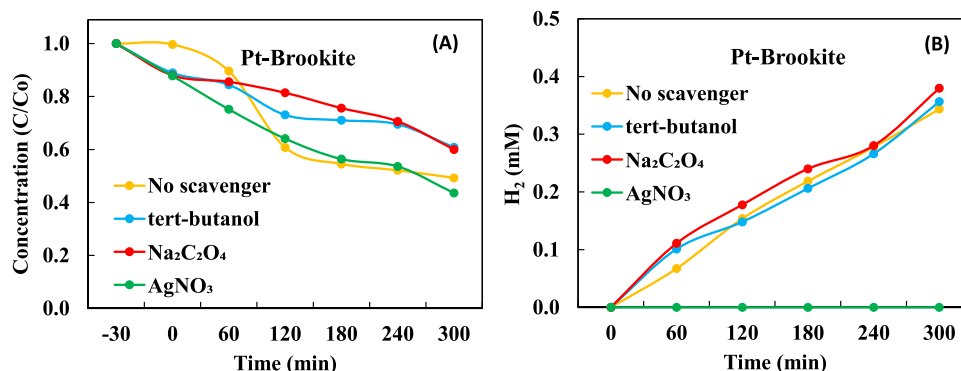 (A)
Pt-Brookite
Concentration (C/Co)
1.0
0.8
0.6
0.4
0.2
0.0
No scavenger
tert-butanol
Na₂C₂O₄
AgNO₃
-30 0 60 120 180 240 300
Time (min)
(B)
Pt-Brookite
H₂ (mM)
0.5
0.4
0.3
0.2
0.1
0.0
No scavenger
tert-butanol
Na₂C₂O₄
AgNO₃
0 60 120 180 240 300
Time (min)